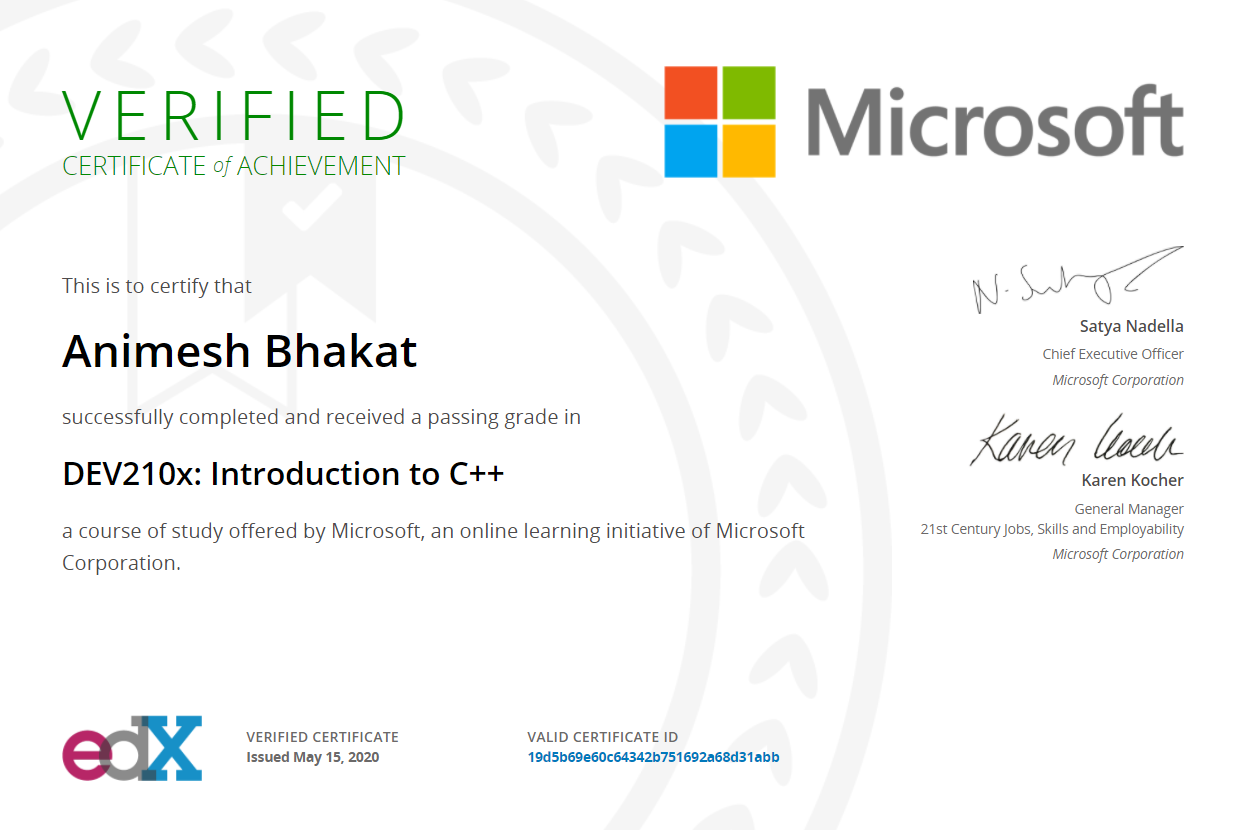 VERIFIED
CERTIFICATE of ACHIEVEMENT
Microsoft
This is to certify that
Animesh Bhakat
successfully completed and received a passing grade in
DEV210x: Introduction to C++
a course of study offered by Microsoft, an online learning initiative of Microsoft
Corporation.
Satya Nadella
Chief Executive Officer
Microsoft Corporation
Karen Kocher
General Manager
21st Century Jobs, Skills and Employability
Microsoft Corporation
edX
VERIFIED CERTIFICATE
Issued May 15, 2020
VALID CERTIFICATE ID
19d5b69e60c64342b751692a68d31abb